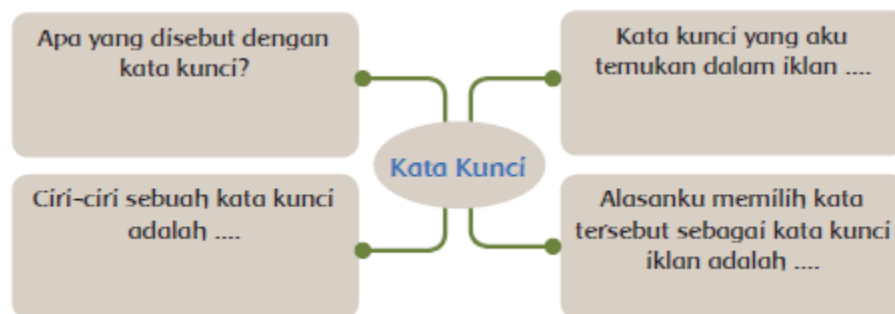 Apa yang disebut dengan
kata kunci?
Kata kunci yang aku
temukan dalam iklan ....
Kata Kunci
Ciri-ciri sebuah kata kunci
adalah ....
Alasanku memilih kata
tersebut sebagai kata kunci
iklan adalah ....